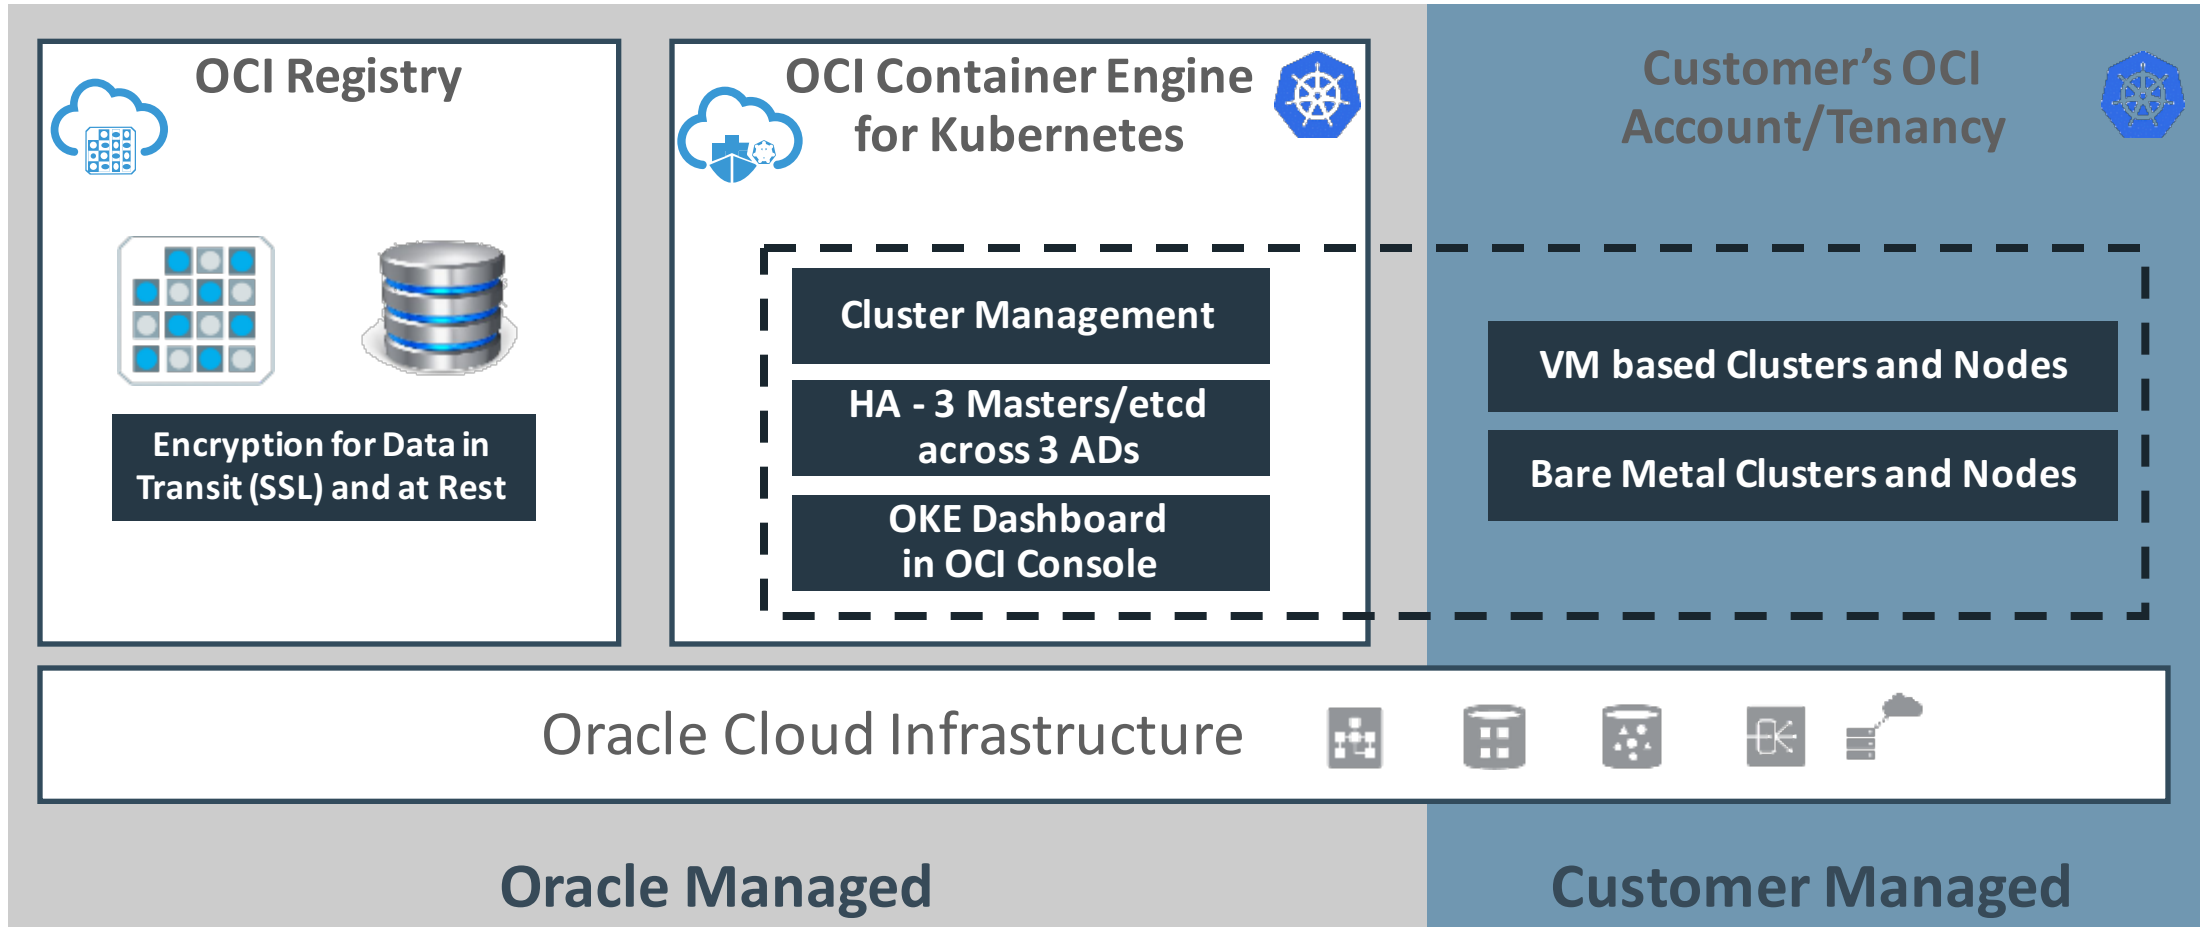 OCI Registry
Encryption for Data in
Transit (SSL) and at Rest
OCI Container Engine
for Kubernetes
Cluster Management
HA - 3 Masters/etcd
across 3 ADs
OKE Dashboard
in OCI Console
Customer’s OCI
Account/Tenancy
VM based Clusters and Nodes
Bare Metal Clusters and Nodes
Oracle Cloud Infrastructure
Oracle Managed
Customer Managed